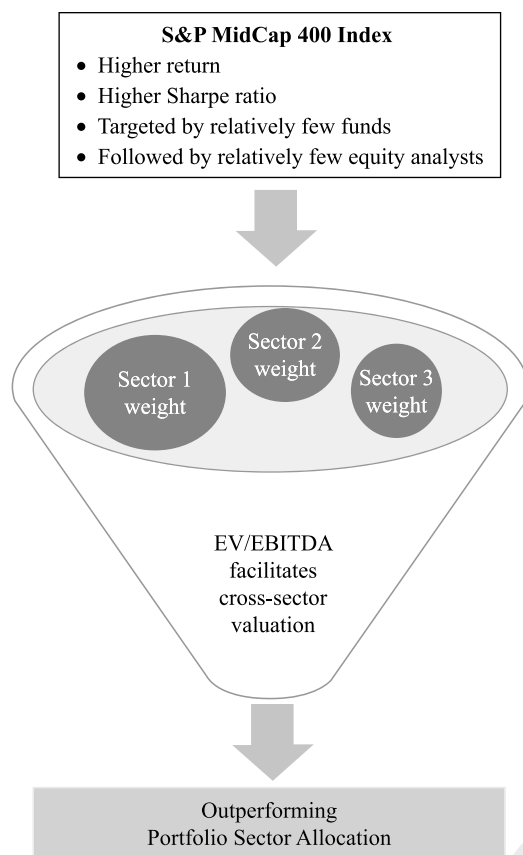 S&P MidCap 400 Index
• Higher return
• Higher Sharpe ratio
• Targeted by relatively few funds
• Followed by relatively few equity analysts
Sector 1
weight
Sector 2
weight
Sector 3
weight
EV/EBITDA
facilitates
cross-sector
valuation
Outperforming
Portfolio Sector Allocation